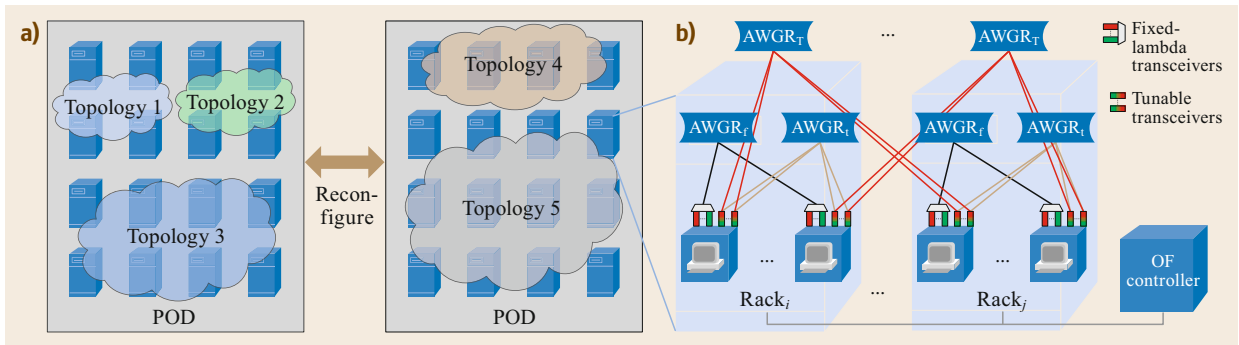 a)
Topology 1
Topology 2
Topology 3
POD
Recon-
figure
Topology 4
Topology 5
POD
b)
AWGR_T
...
AWGR_T
Fixed-
lambda
transceivers
Tunable
transceivers
AWGR_f
AWGR_t
AWGR_f
AWGR_t
...
...
Rack_i
...
Rack_j
OF
controller